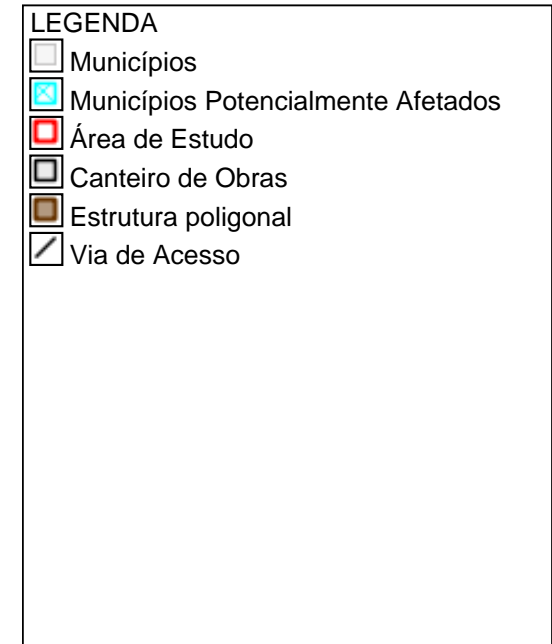 LEGENDA
Municípios
Municípios Potencialmente Afetados
Área de Estudo
Canteiro de Obras
Estrutura poligonal
Via de Acesso